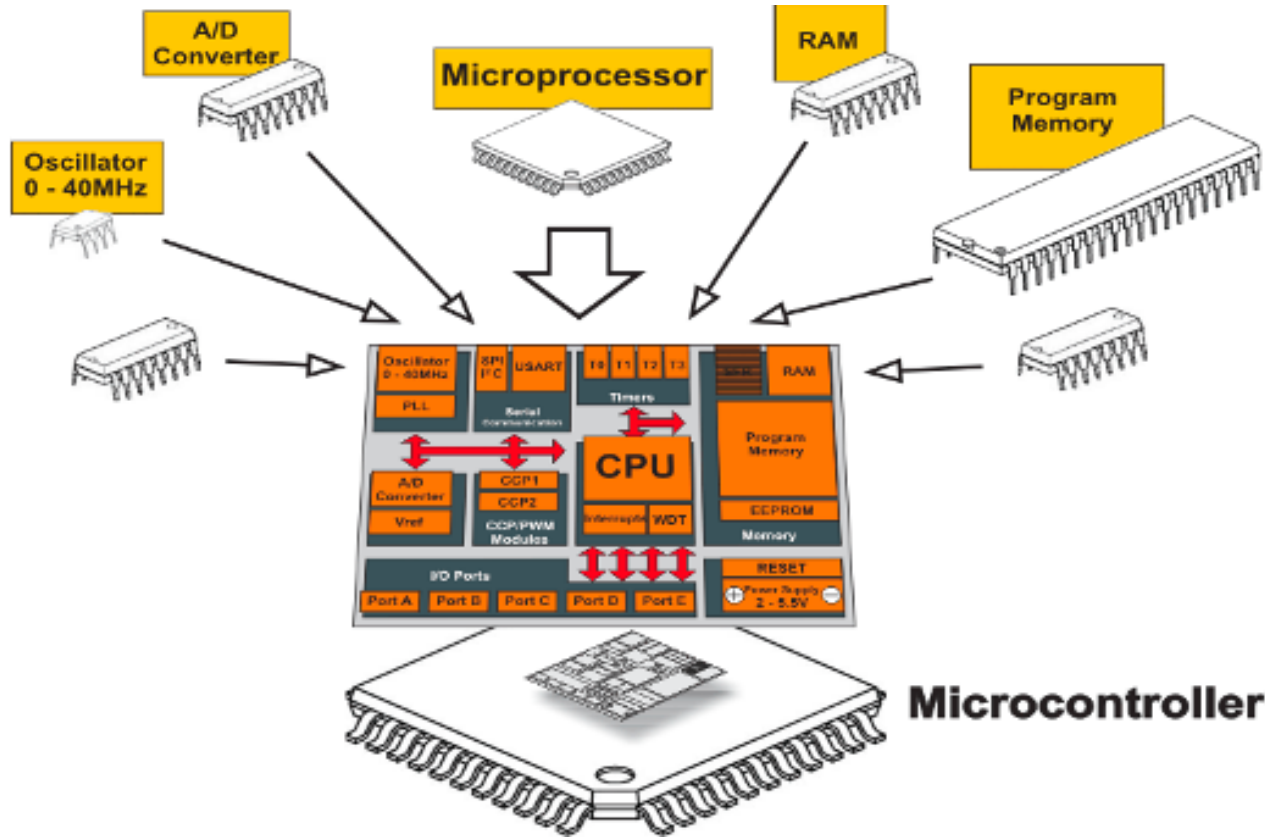 A/D
Converter
Microprocessor
RAM
Program
Memory
Oscillator
0 - 40MHz
Oscillator
0 - 40MHz
PLL
SPI
I²C
USART
Serial
Communication
T0 T1 T2 T3
Timers
RAM
Program
Memory
EEPROM
Memory
CPU
Interrupts
WDT
A/D
Converter
Vref
CCP1
CCP2
CCP/PWM
Modules
I/O Ports
Port A
Port B
Port C
Port D
Port E
RESET
+ Power Supply −
2 - 5.5V
Microcontroller